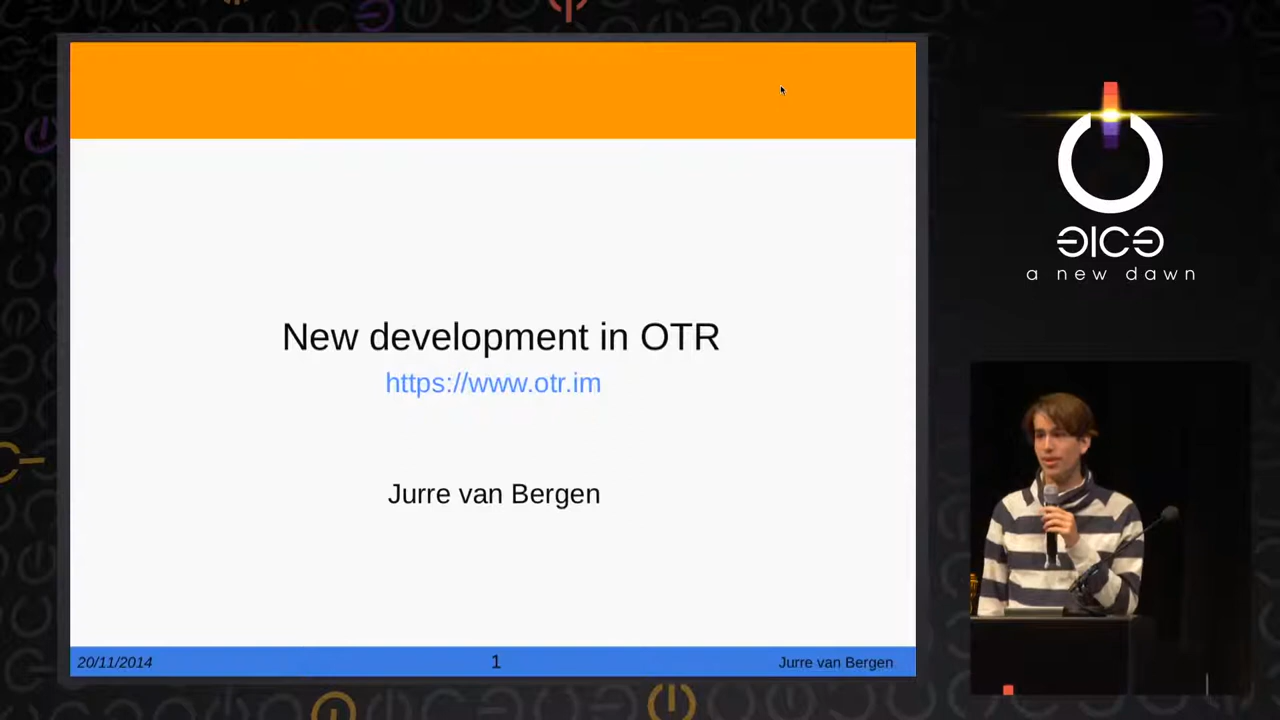 New development in OTR
https://www.otr.im
Jurre van Bergen
20/11/2014
1
Jurre van Bergen
a new dawn